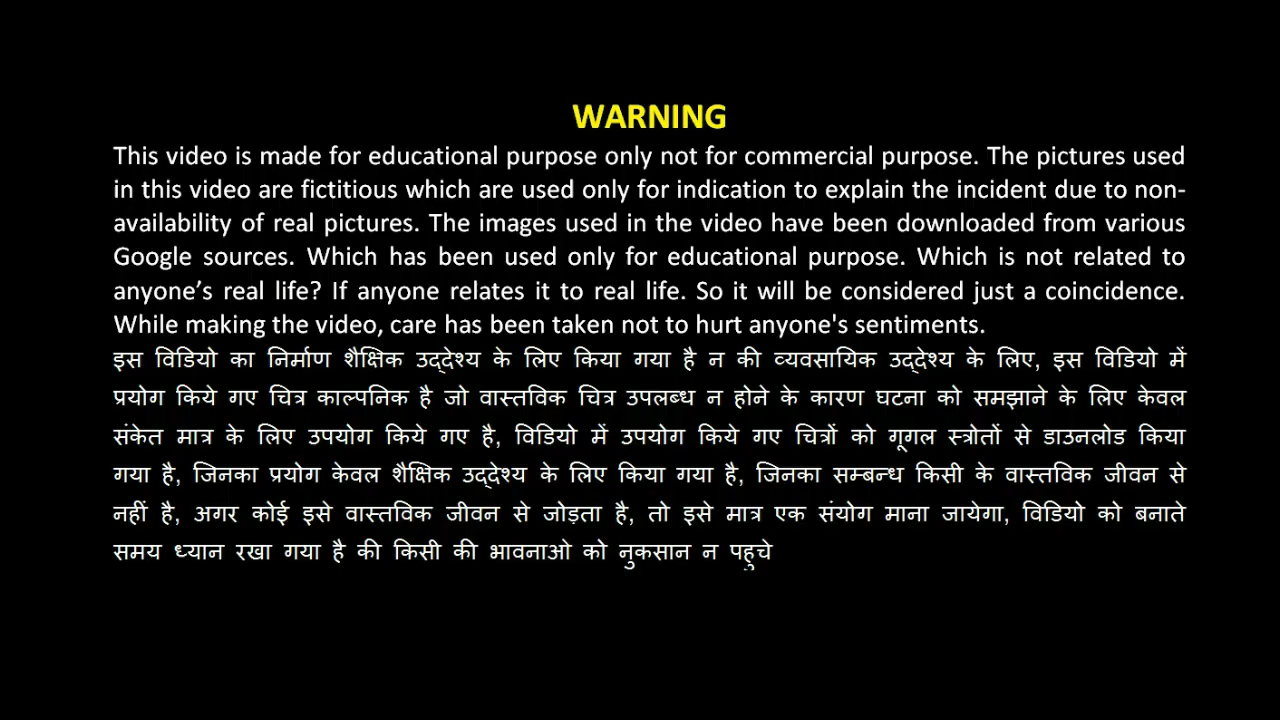 WARNING
This video is made for educational purpose only not for commercial purpose. The pictures used
in this video are fictitious which are used only for indication to explain the incident due to non-
availability of real pictures. The images used in the video have been downloaded from various
Google sources. Which has been used only for educational purpose. Which is not related to
anyone’s real life? If anyone relates it to real life. So it will be considered just a coincidence.
While making the video, care has been taken not to hurt anyone's sentiments.
इस विडियो का निर्माण शैक्षिक उद्देश्य के लिए किया गया है न की व्यवसायिक उद्देश्य के लिए, इस विडियो में
प्रयोग किये गए चित्र काल्पनिक है जो वास्तविक चित्र उपलब्ध न होने के कारण घटना को समझाने के लिए केवल
संकेत मात्र के लिए उपयोग किये गए है, विडियो में उपयोग किये गए चित्रों को गूगल स्त्रोतों से डाउनलोड किया
गया है, जिनका प्रयोग केवल शैक्षिक उद्देश्य के लिए किया गया है, जिनका सम्बन्ध किसी के वास्तविक जीवन से
नहीं है, अगर कोई इसे वास्तविक जीवन से जोड़ता है, तो इसे मात्र एक संयोग माना जायेगा, विडियो को बनाते
समय ध्यान रखा गया है की किसी की भावनाओ को नुकसान न पहुचे